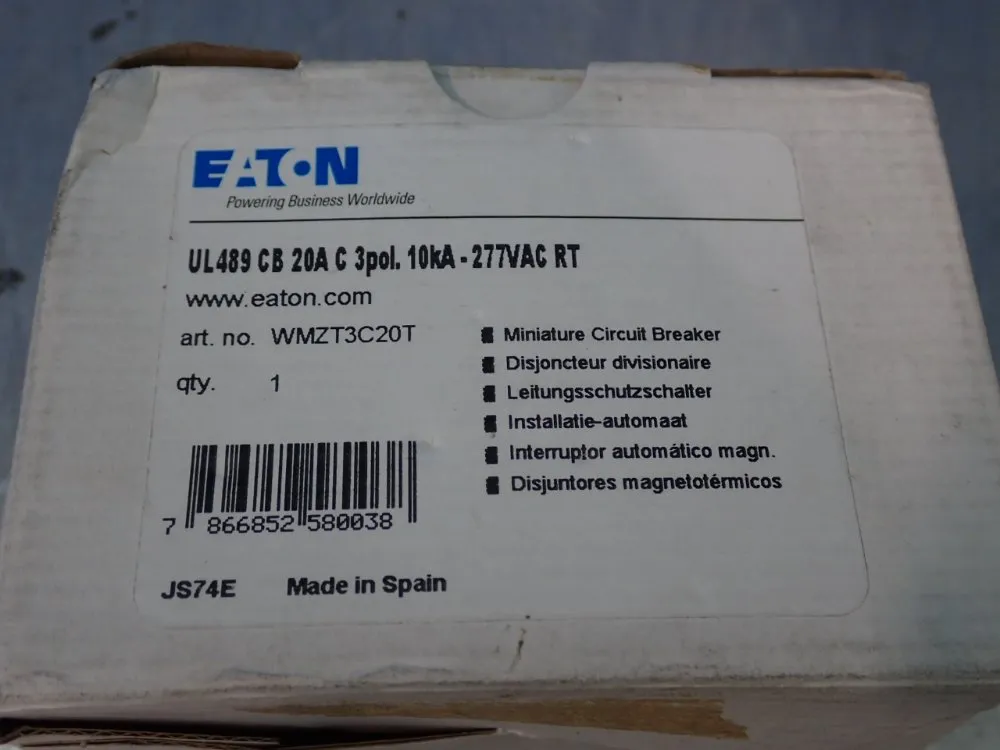 EATON
Powering Business Worldwide
UL489 CB 20A C 3pol. 10kA - 277VAC RT
www.eaton.com
art. no. WMZT3C20T
qty. 1
Miniature Circuit Breaker
Disjoncteur divisionaire
Leitungsschutzschalter
Installatie-automaat
Interruptor automático magn.
Disjuntores magnetotérmicos
7 866852 580038
JS74E Made in Spain